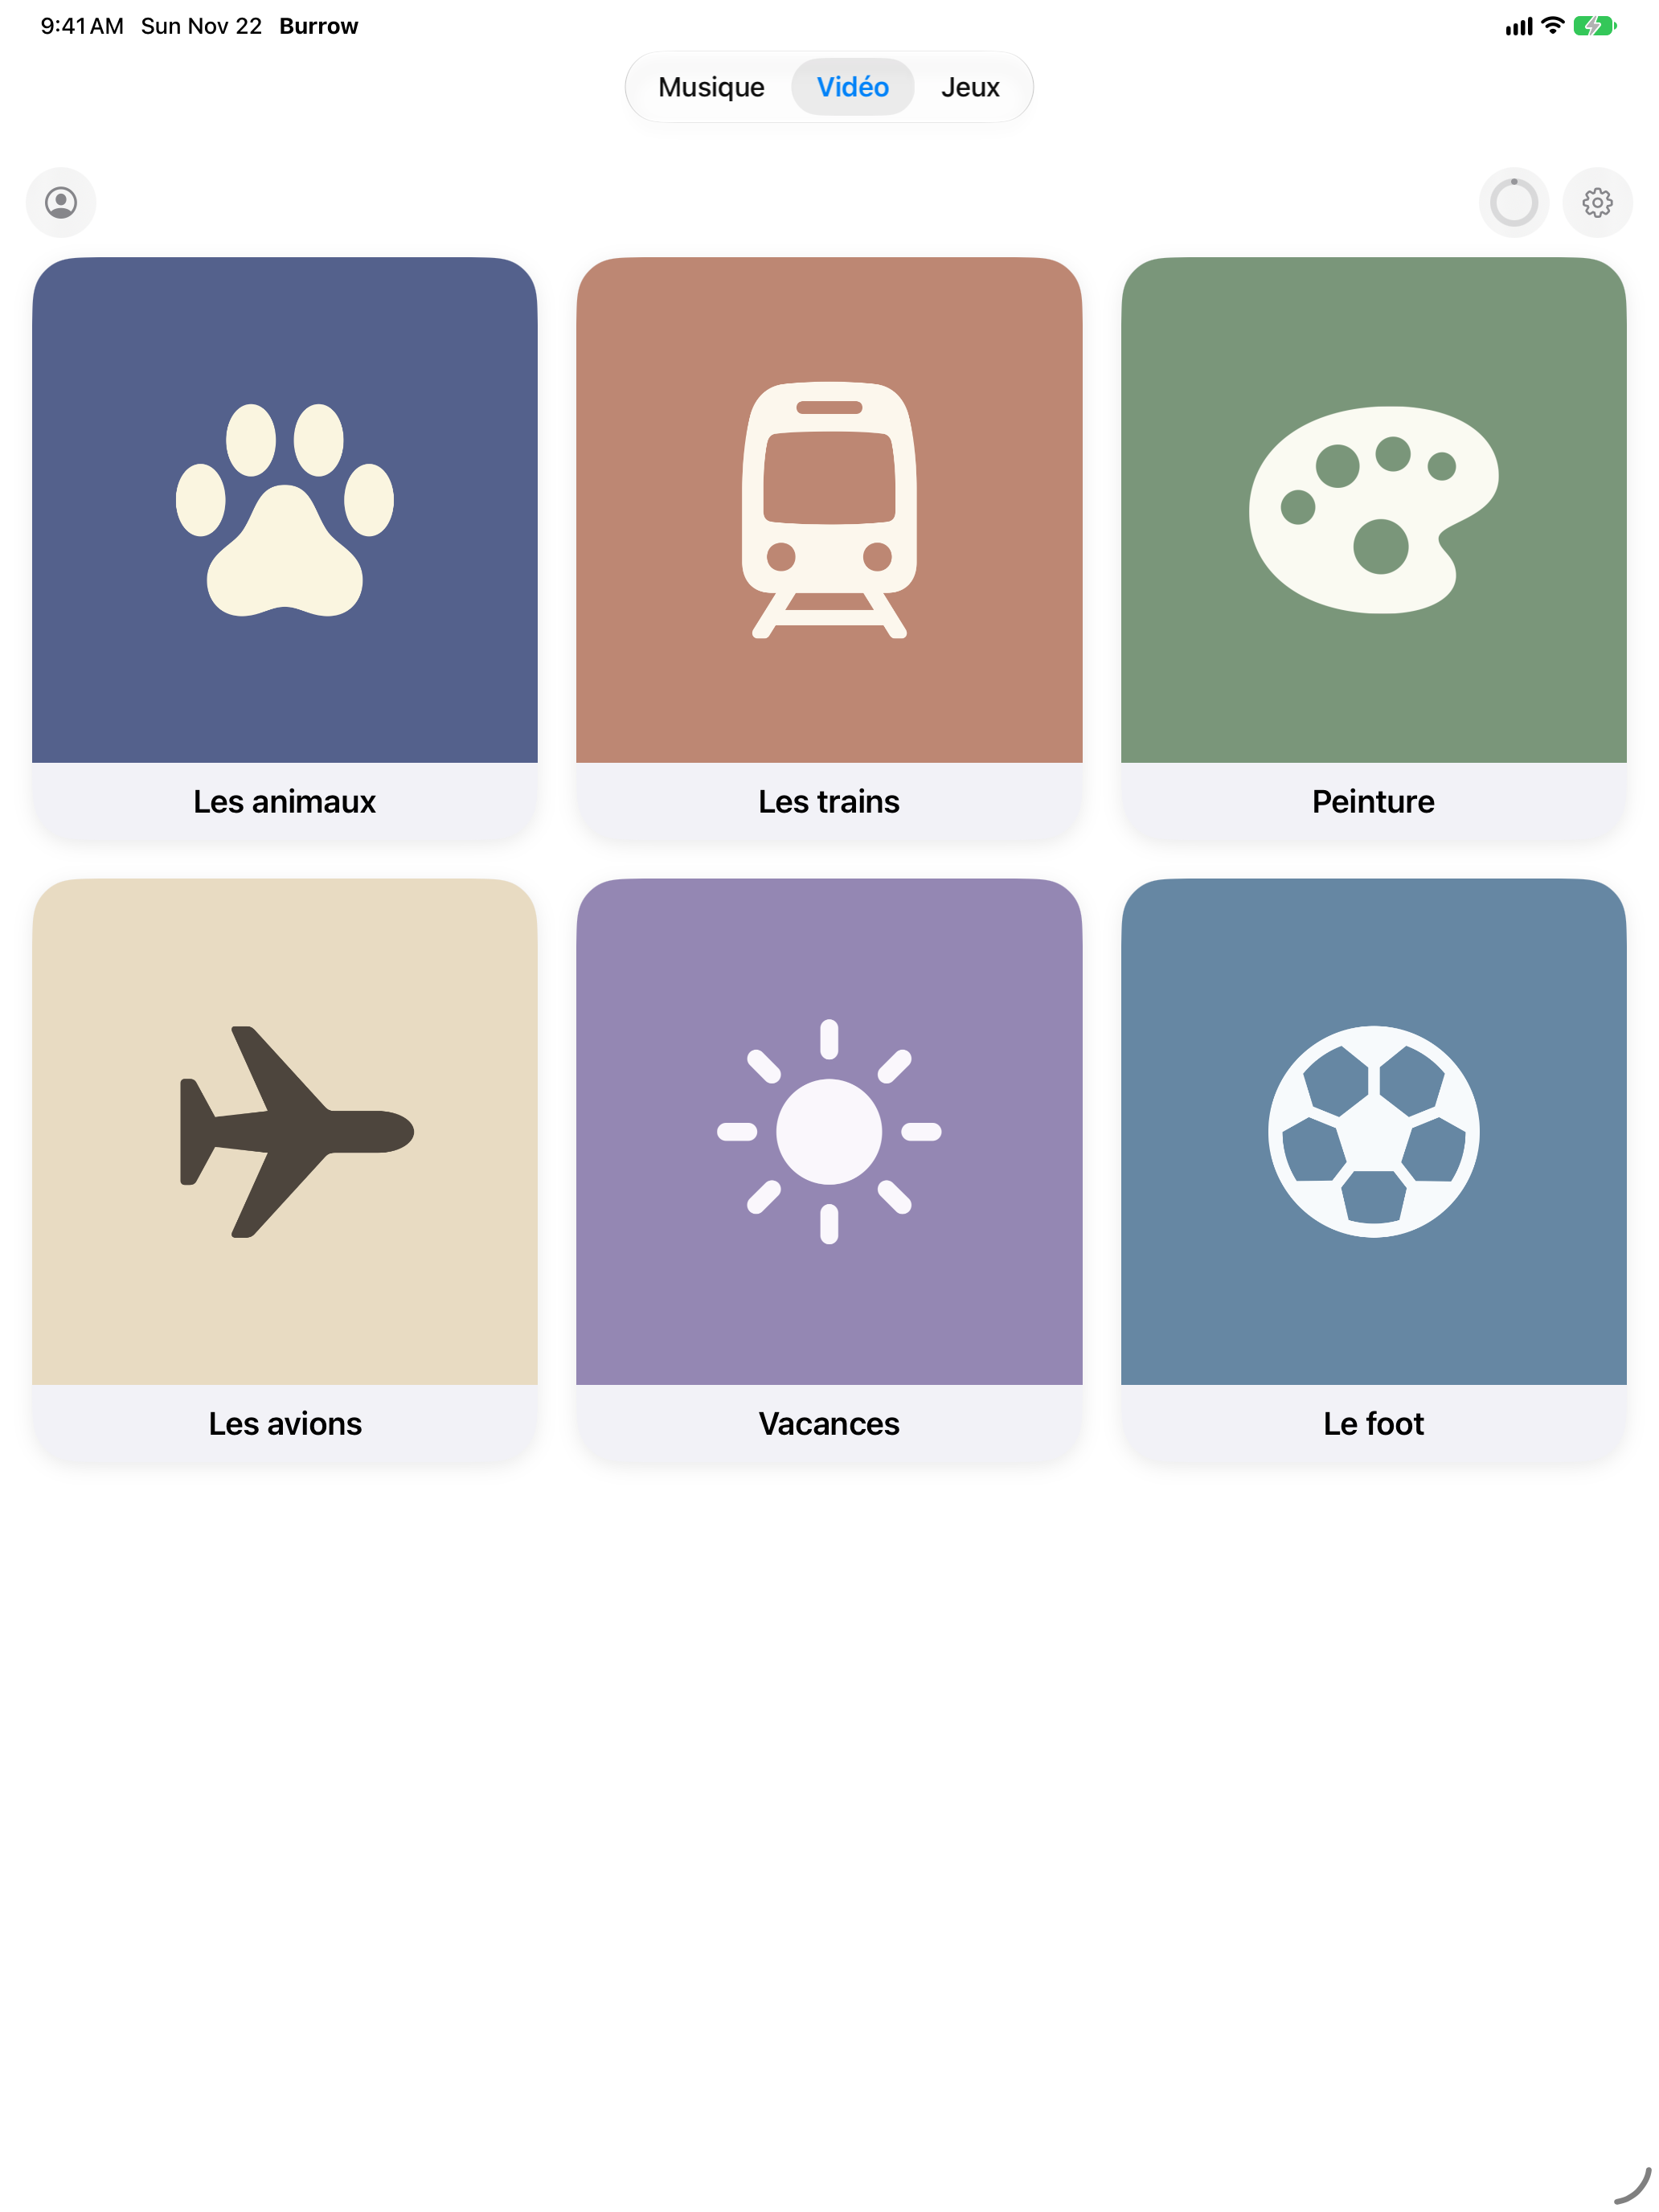 9:41 AM Sun Nov 22 Burrow
Musique Vidéo Jeux
Les animaux
Les trains
Peinture
Les avions
Vacances
Le foot